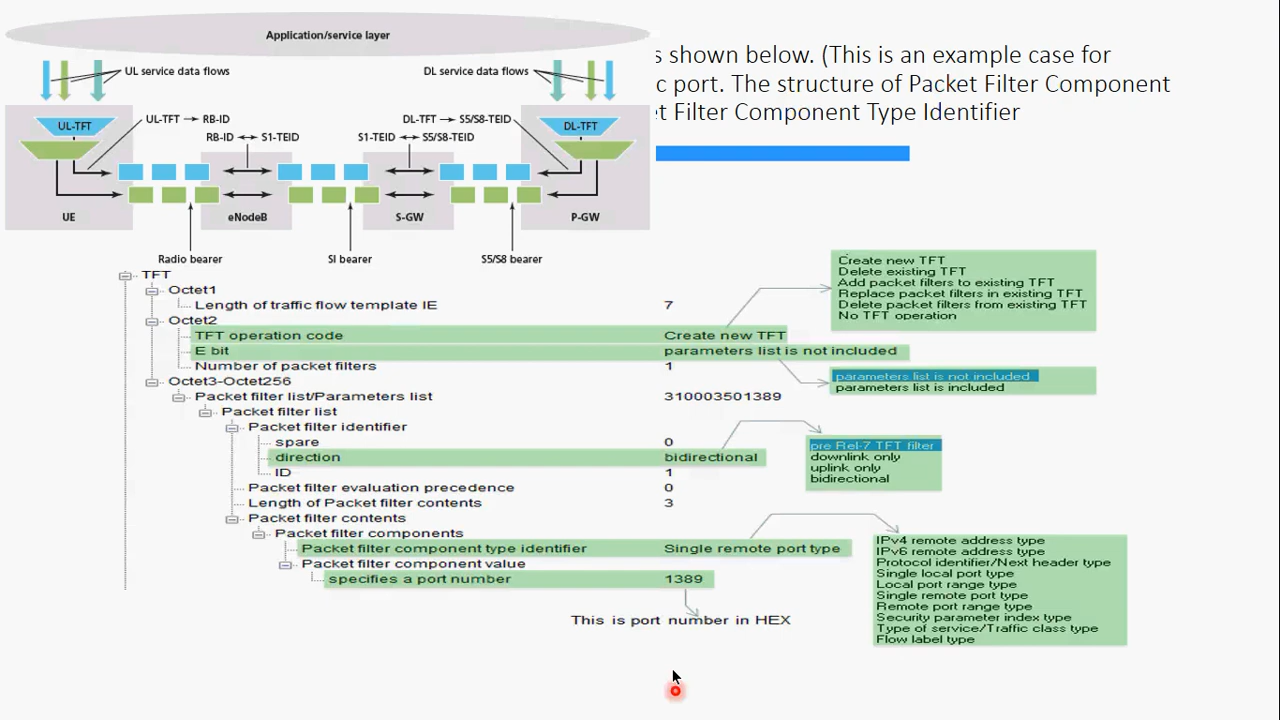 Application/service layer
s shown below. (This is an example case for
UL service data flows
DL service data flows
c port. The structure of Packet Filter Component
t Filter Component Type Identifier
UL-TFT
UL-TFT → RB-ID
DL-TFT → S5/S8-TEID
DL-TFT
RB-ID ↔ S1-TEID
S1-TEID ↔ S5/S8-TEID
UE
eNodeB
S-GW
P-GW
Radio bearer
SI bearer
S5/S8 bearer
TFT
Octet1
Length of traffic flow template IE 7
Octet2
TFT operation code Create new TFT
E bit parameters list is not included
Number of packet filters 1
Octet3-Octet256
Packet filter list/Parameters list 310003501389
Packet filter list
Packet filter identifier
spare 0
direction bidirectional
ID 1
Packet filter evaluation precedence 0
Length of Packet filter contents 3
Packet filter contents
Packet filter components
Packet filter component type identifier Single remote port type
Packet filter component value
specifies a port number 1389
This is port number in HEX
Create new TFT
Delete existing TFT
Add packet filters to existing TFT
Replace packet filters in existing TFT
Delete packet filters from existing TFT
No TFT operation
parameters list is not included
parameters list is included
pre Rel-7 TFT filter
downlink only
uplink only
bidirectional
IPv4 remote address type
IPv6 remote address type
Protocol identifier/Next header type
Single local port type
Local port range type
Single remote port type
Remote port range type
Security parameter index type
Type of service/Traffic class type
Flow label type